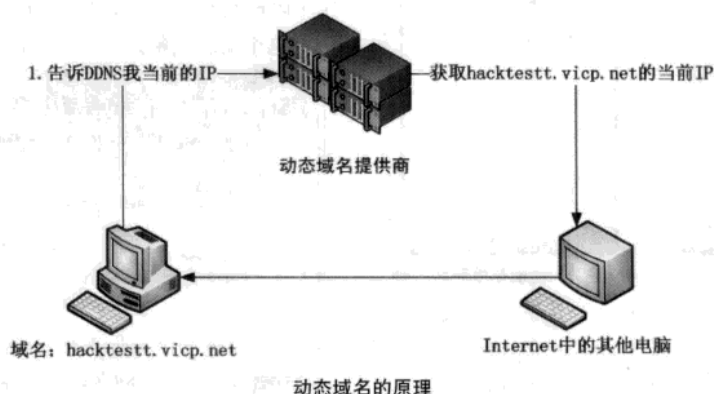 1.告诉DDNS我当前的IP
获取hacktestt.vicp.net的当前IP
动态域名提供商
域名: hacktestt.vicp.net
Internet中的其他电脑
动态域名的原理